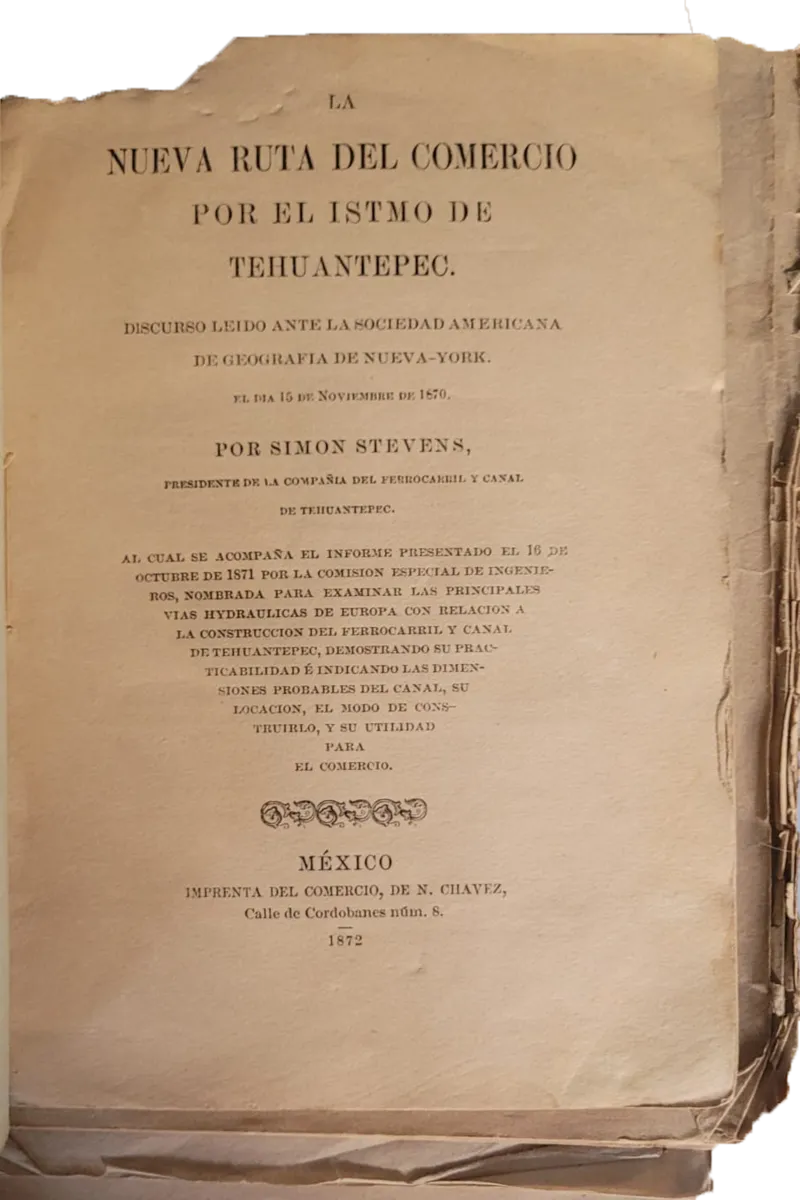 LA
NUEVA RUTA DEL COMERCIO
POR EL ISTMO DE
TEHUANTEPEC.
DISCURSO LEIDO ANTE LA SOCIEDAD AMERICANA
DE GEOGRAFIA DE NUEVA-YORK.
EL DIA 15 DE NOVIEMBRE DE 1870.
POR SIMON STEVENS,
PRESIDENTE DE LA COMPAÑIA DEL FERROCARRIL Y CANAL
DE TEHUANTEPEC.
AL CUAL SE ACOMPAÑA EL INFORME PRESENTADO EL 16 DE
OCTUBRE DE 1871 POR LA COMISION ESPECIAL DE INGENIE-
ROS, NOMBRADA PARA EXAMINAR LAS PRINCIPALES
VIAS HYDRAULICAS DE EUROPA CON RELACION A
LA CONSTRUCCION DEL FERROCARRIL Y CANAL
DE TEHUANTEPEC, DEMOSTRANDO SU PRAC-
TICABILIDAD É INDICANDO LAS DIMEN-
SIONES PROBABLES DEL CANAL, SU
LOCACION, EL MODO DE CONS-
TRUIRLO, Y SU UTILIDAD
PARA
EL COMERCIO.
MÉXICO
IMPRENTA DEL COMERCIO, DE N. CHAVEZ,
Calle de Cordobanes núm. 8.
1872